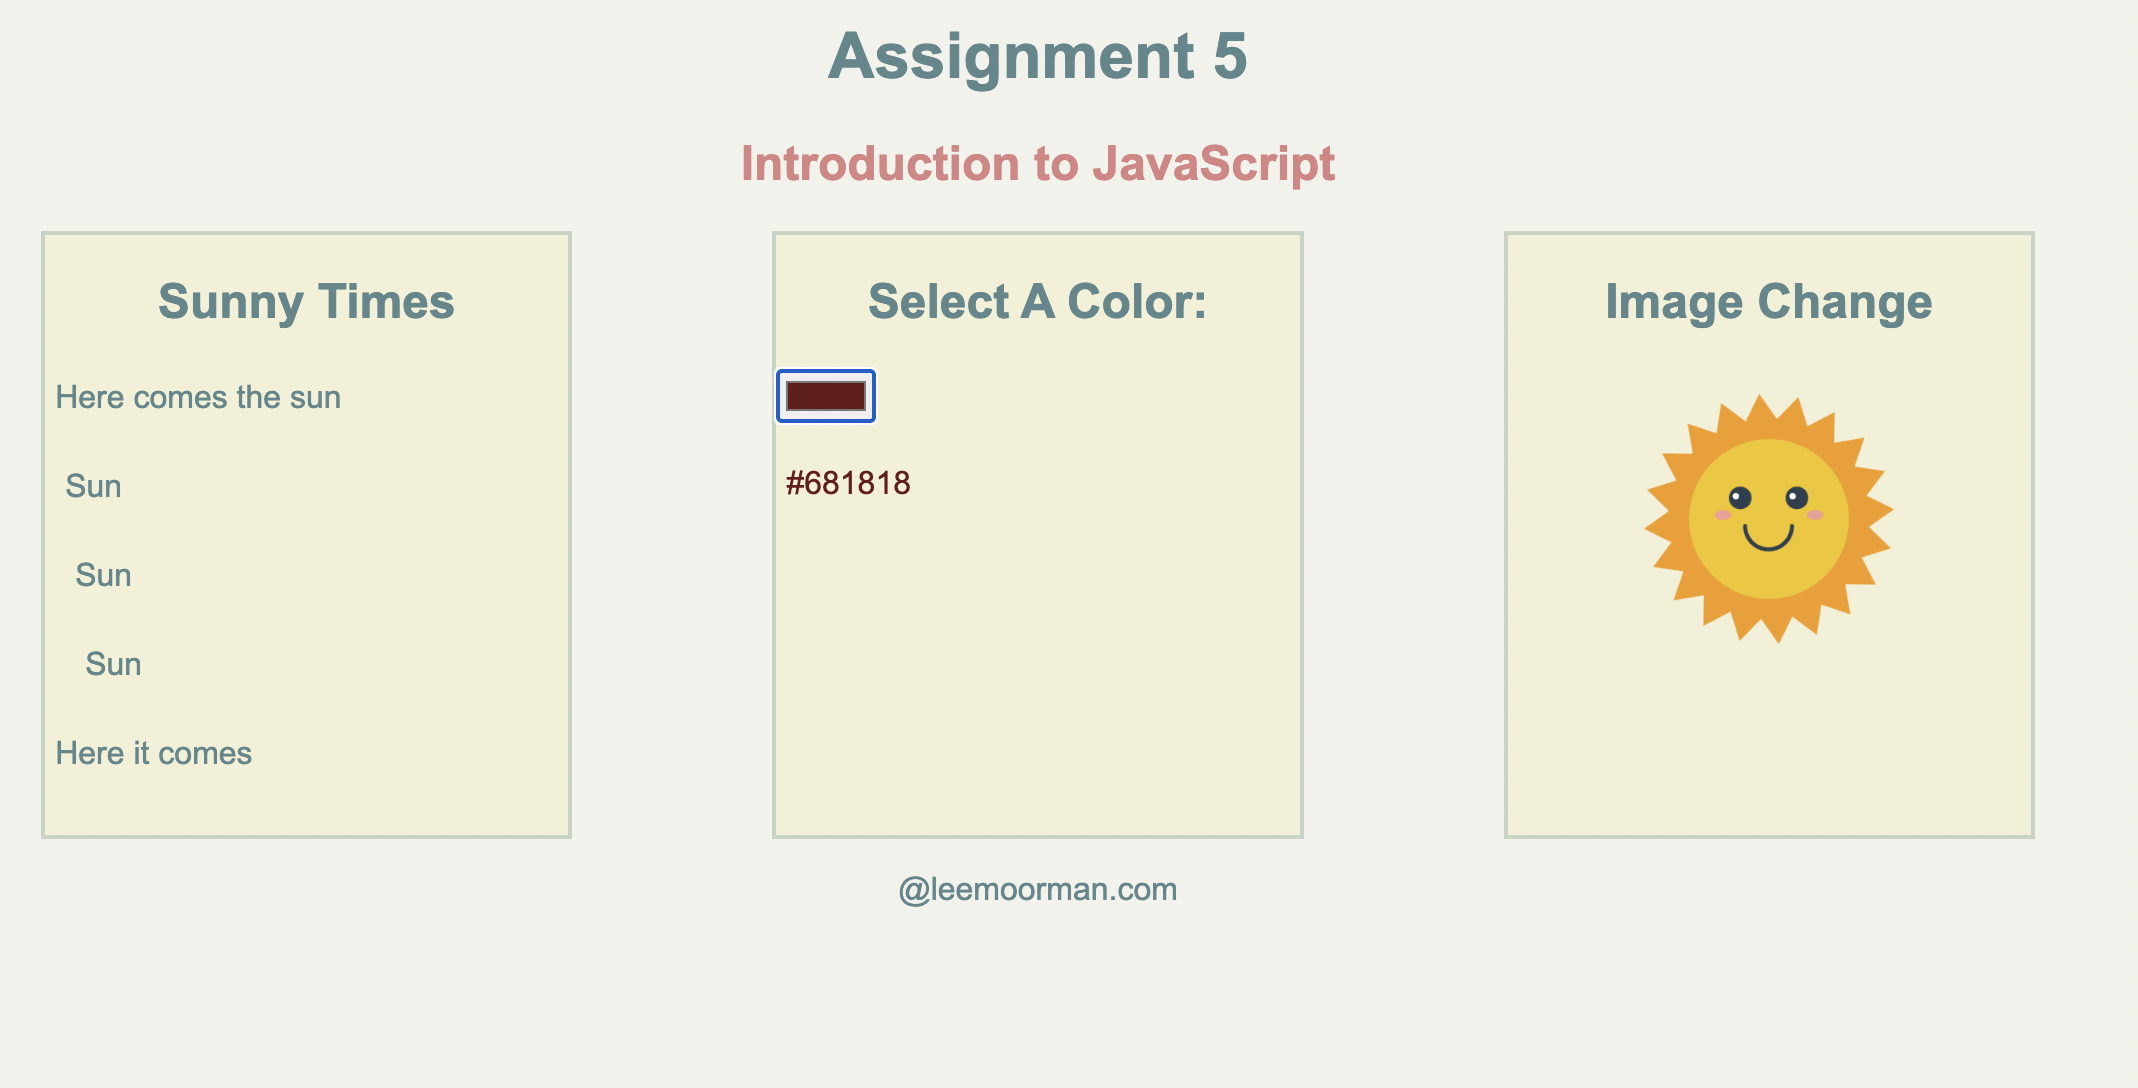 Assignment 5
Introduction to JavaScript
Sunny Times
Here comes the sun
Sun
Sun
Sun
Here it comes
Select A Color:
#681818
Image Change
@leemoorman.com